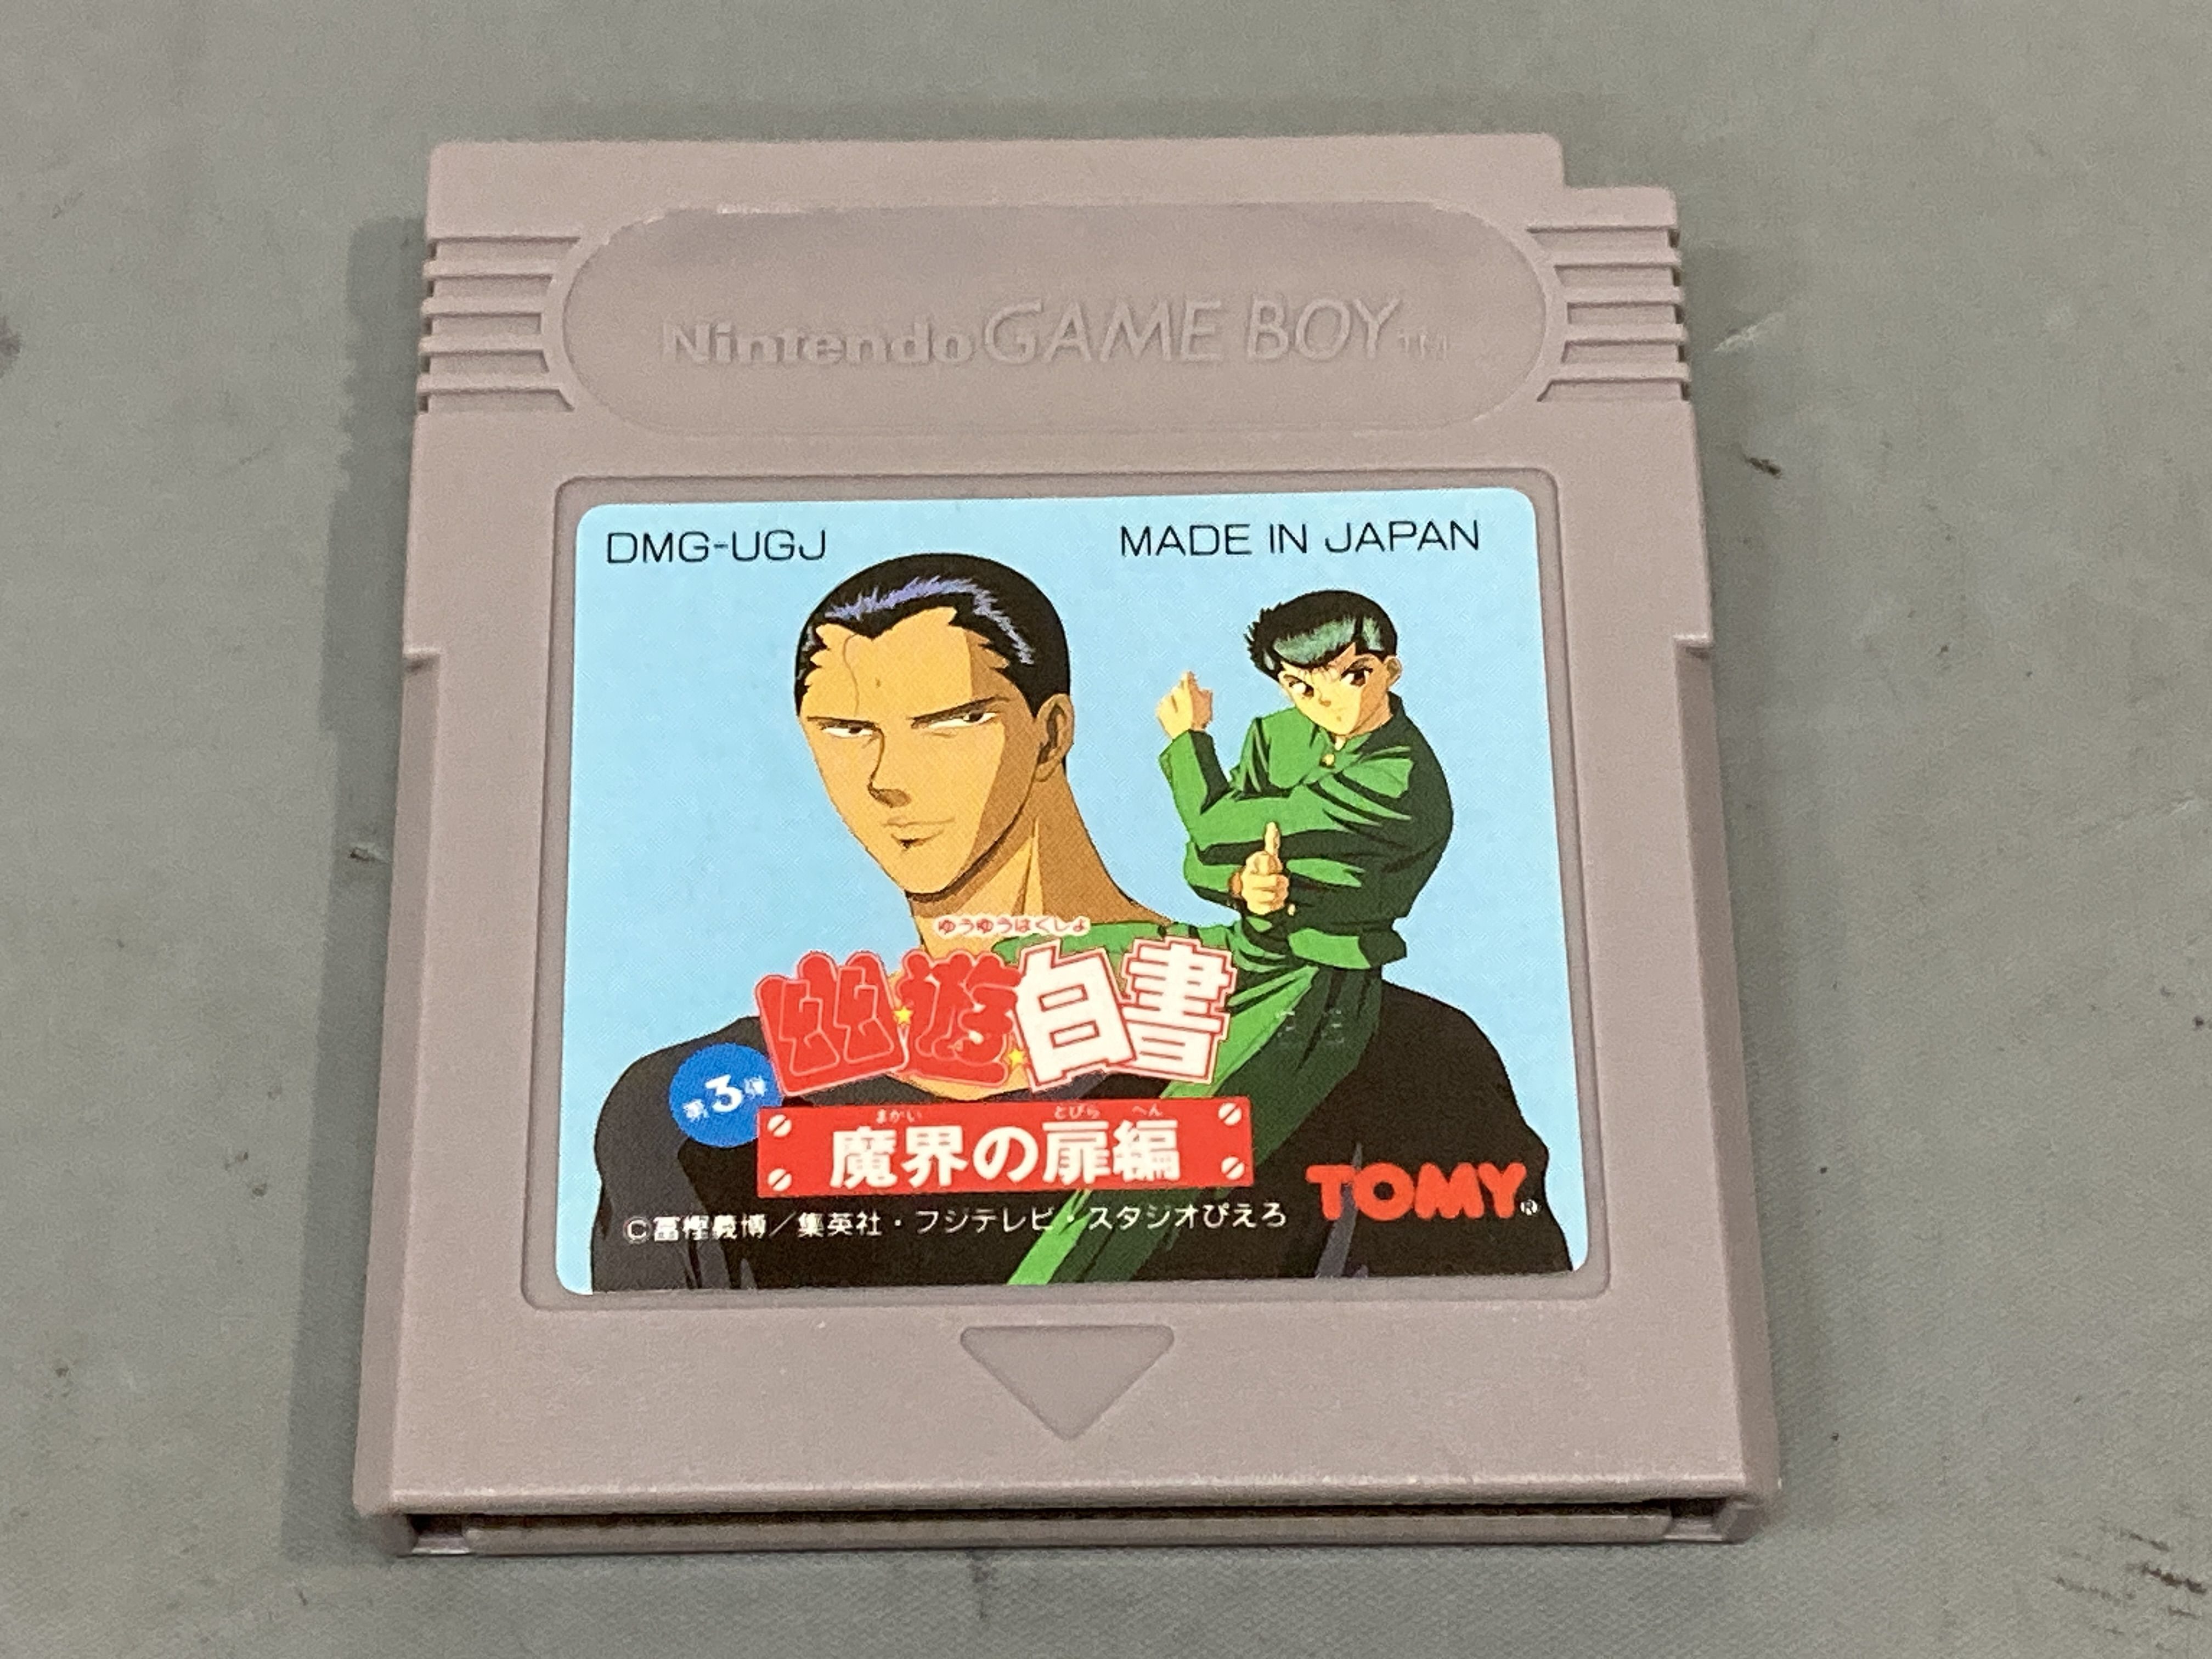 Nintendo GAME BOY TM
DMG-UGJ MADE IN JAPAN
ゆうゆうはくしょ
幽遊白書
第3弾
まかい とびら へん
魔界の扉編
TOMY®
©冨樫義博/集英社・フジテレビ・スタジオぴえろ